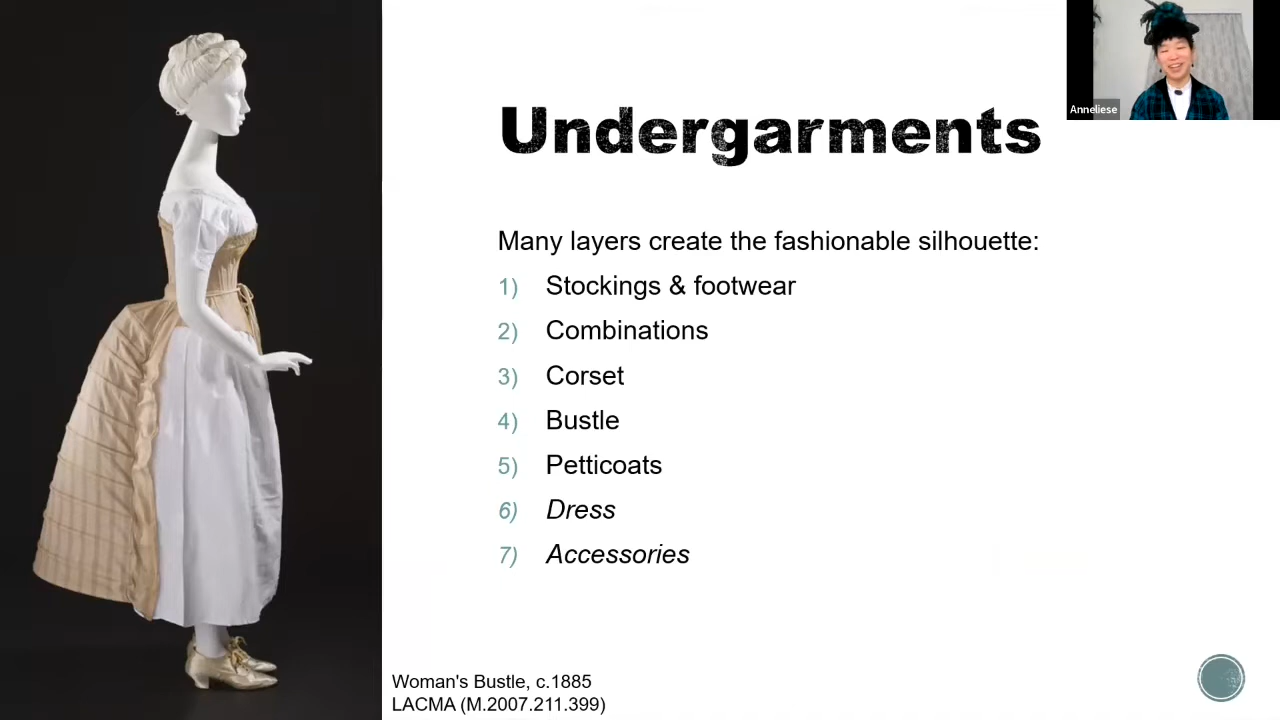 Anneliese
Undergarments
Many layers create the fashionable silhouette:
1) Stockings & footwear
2) Combinations
3) Corset
4) Bustle
5) Petticoats
6) Dress
7) Accessories
Woman's Bustle, c.1885
LACMA (M.2007.211.399)